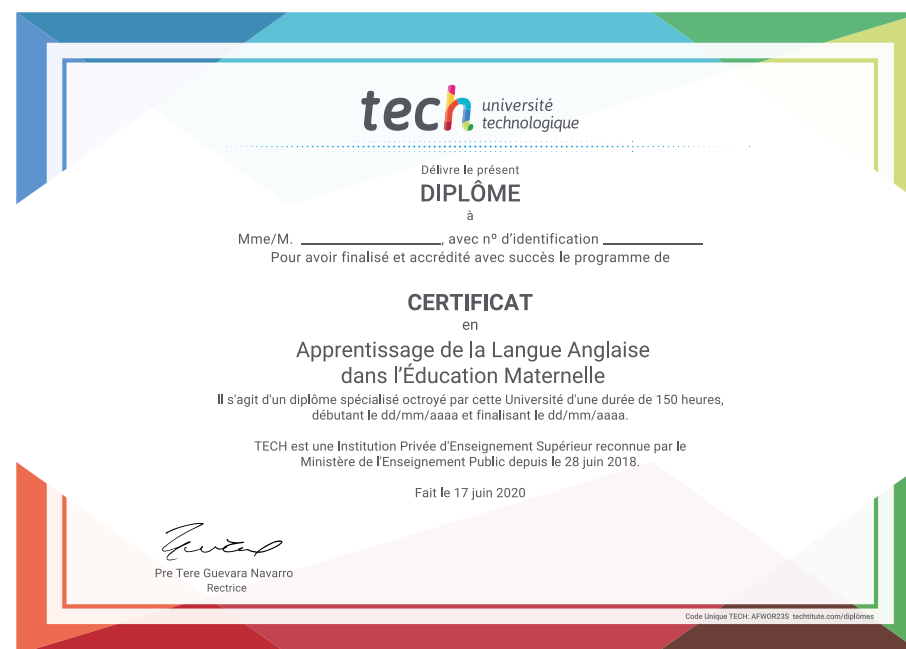 tech université
technologique
Délivre le présent
DIPLÔME
à
Mme/M. ____________________, avec nº d'identification ______________
Pour avoir finalisé et accrédité avec succès le programme de
CERTIFICAT
en
Apprentissage de la Langue Anglaise
dans l'Éducation Maternelle
Il s'agit d'un diplôme spécialisé octroyé par cette Université d'une durée de 150 heures,
débutant le dd/mm/aaaa et finalisant le dd/mm/aaaa.
TECH est une Institution Privée d'Enseignement Supérieur reconnue par le
Ministère de l'Enseignement Public depuis le 28 juin 2018.
Fait le 17 juin 2020
Pre Tere Guevara Navarro
Rectrice
Code Unique TECH: AFWOR23S techtitute.com/diplômes